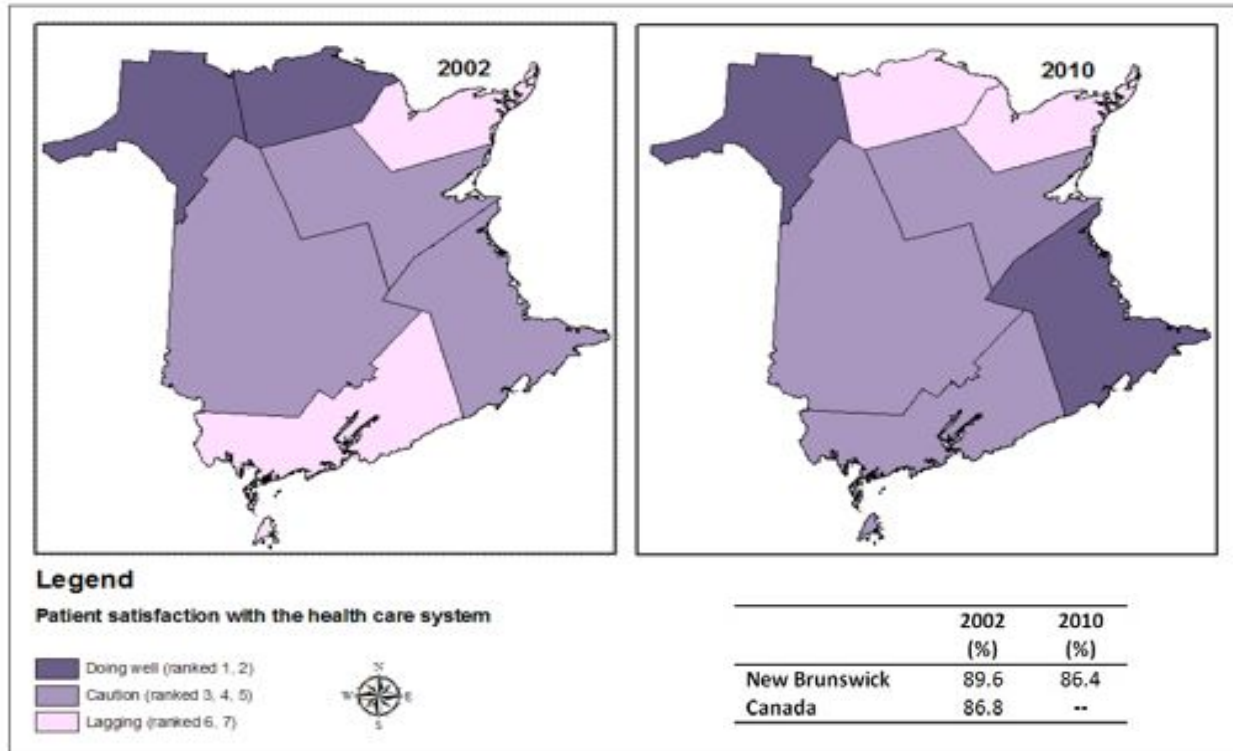 2002
2010
Legend
Patient satisfaction with the health care system
Doing well (ranked 1, 2)
Caution (ranked 3, 4, 5)
Lagging (ranked 6, 7)
N
W E
S
2002 2010
(%) (%)
New Brunswick 89.6 86.4
Canada 86.8 --